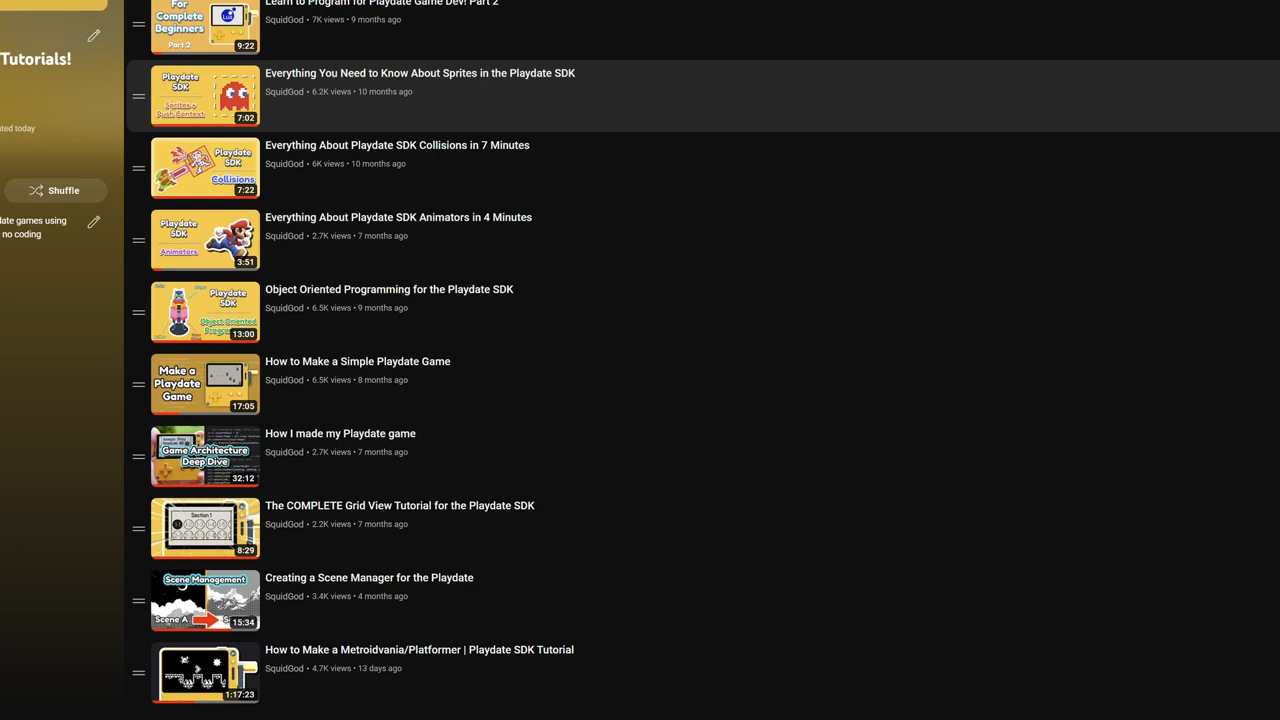 Tutorials!
ted today
Shuffle
ate games using
no coding
For
Complete
Beginners
Part 2
9:22
Learn to Program for Playdate Game Dev! Part 2
SquidGod • 7K views • 9 months ago
Playdate
SDK
Sprites +
Push Context
7:02
Everything You Need to Know About Sprites in the Playdate SDK
SquidGod • 6.2K views • 10 months ago
Playdate
SDK
Collisions
7:22
Everything About Playdate SDK Collisions in 7 Minutes
SquidGod • 6K views • 10 months ago
Playdate
SDK
Animators
3:51
Everything About Playdate SDK Animators in 4 Minutes
SquidGod • 2.7K views • 7 months ago
Playdate
SDK
Object Oriented
13:00
Object Oriented Programming for the Playdate SDK
SquidGod • 6.5K views • 9 months ago
Make a
Playdate
Game
17:05
How to Make a Simple Playdate Game
SquidGod • 6.5K views • 8 months ago
Game Architecture
Deep Dive
32:12
How I made my Playdate game
SquidGod • 2.7K views • 7 months ago
Section 1
8:29
The COMPLETE Grid View Tutorial for the Playdate SDK
SquidGod • 2.2K views • 7 months ago
Scene Management
Scene A
15:34
Creating a Scene Manager for the Playdate
SquidGod • 3.4K views • 4 months ago
1:17:23
How to Make a Metroidvania/Platformer | Playdate SDK Tutorial
SquidGod • 4.7K views • 13 days ago